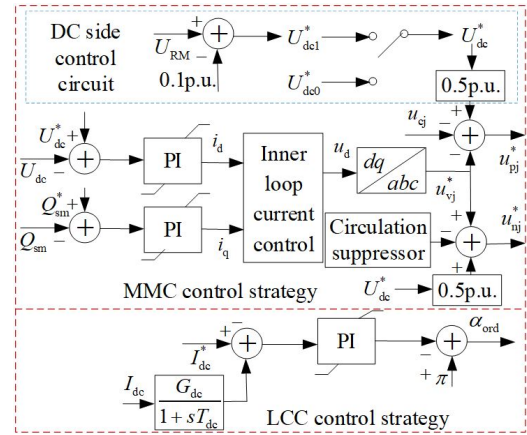 DC side control circuit
+
U_RM −
0.1p.u.
+
U*_dc1
U*_dc0
U*_dc
0.5p.u.
U*_dc +
U_dc −
+
PI
i_d
Inner loop current control
u_d
dq
abc
u*_vj
u_cj
−
+
−
+
u*_pj
Q*_sm +
Q_sm −
+
PI
i_q
Circulation suppressor
+
−
+
+
u*_nj
U*_dc
0.5p.u.
MMC control strategy
I*_dc
+
−
+
PI
−
+
π
+
α_ord
I_dc
G_dc
1+sT_dc
LCC control strategy